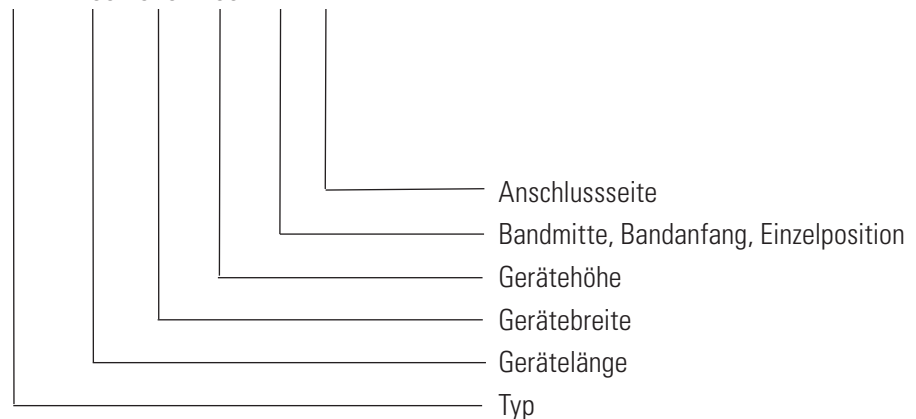 Anschlussseite
Bandmitte, Bandanfang, Einzelposition
Gerätehöhe
Gerätebreite
Gerätelänge
Typ